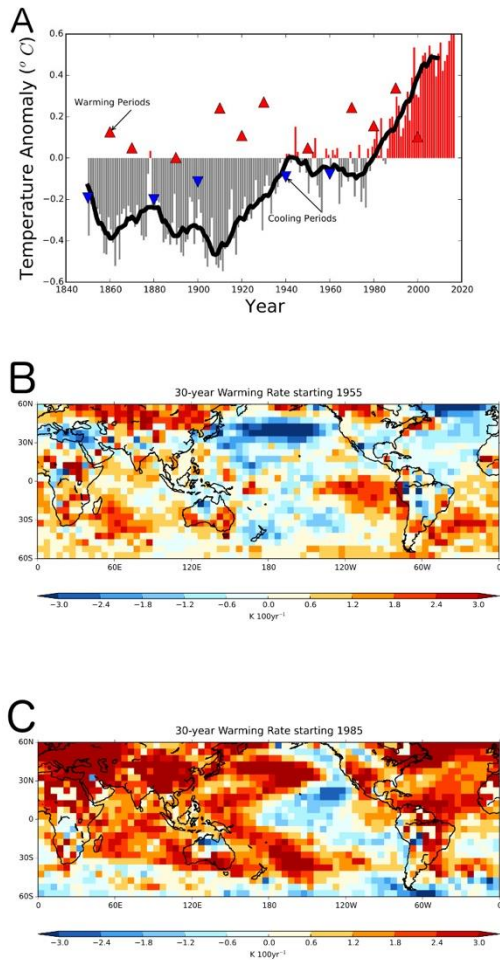 A
Temperature Anomaly (° C)
0.6
0.4
0.2
0.0
−0.2
−0.4
−0.6
Warming Periods
Cooling Periods
1840 1860 1880 1900 1920 1940 1960 1980 2000 2020
Year
B
30-year Warming Rate starting 1955
60N
30N
0
30S
60S
0 60E 120E 180 120W 60W 0
−3.0 −2.4 −1.8 −1.2 −0.6 0.0 0.6 1.2 1.8 2.4 3.0
K 100yr⁻¹
C
30-year Warming Rate starting 1985
60N
30N
0
30S
60S
0 60E 120E 180 120W 60W 0
−3.0 −2.4 −1.8 −1.2 −0.6 0.0 0.6 1.2 1.8 2.4 3.0
K 100yr⁻¹